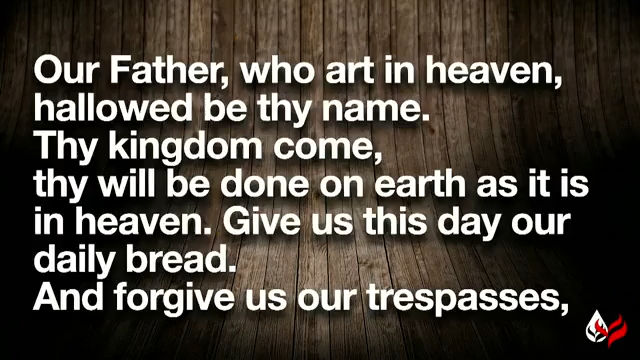 Our Father, who art in heaven,
hallowed be thy name.
Thy kingdom come,
thy will be done on earth as it is
in heaven. Give us this day our
daily bread.
And forgive us our trespasses,